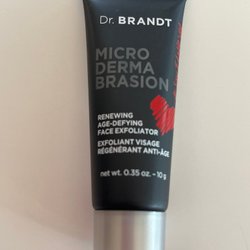 Dr. BRANDT
MICRO
DERMA
BRASION
RENEWING
AGE-DEFYING
FACE EXFOLIATOR
EXFOLIANT VISAGE
RÉGÉNÉRANT ANTI-ÂGE
net wt. 0.35 oz. - 10 g